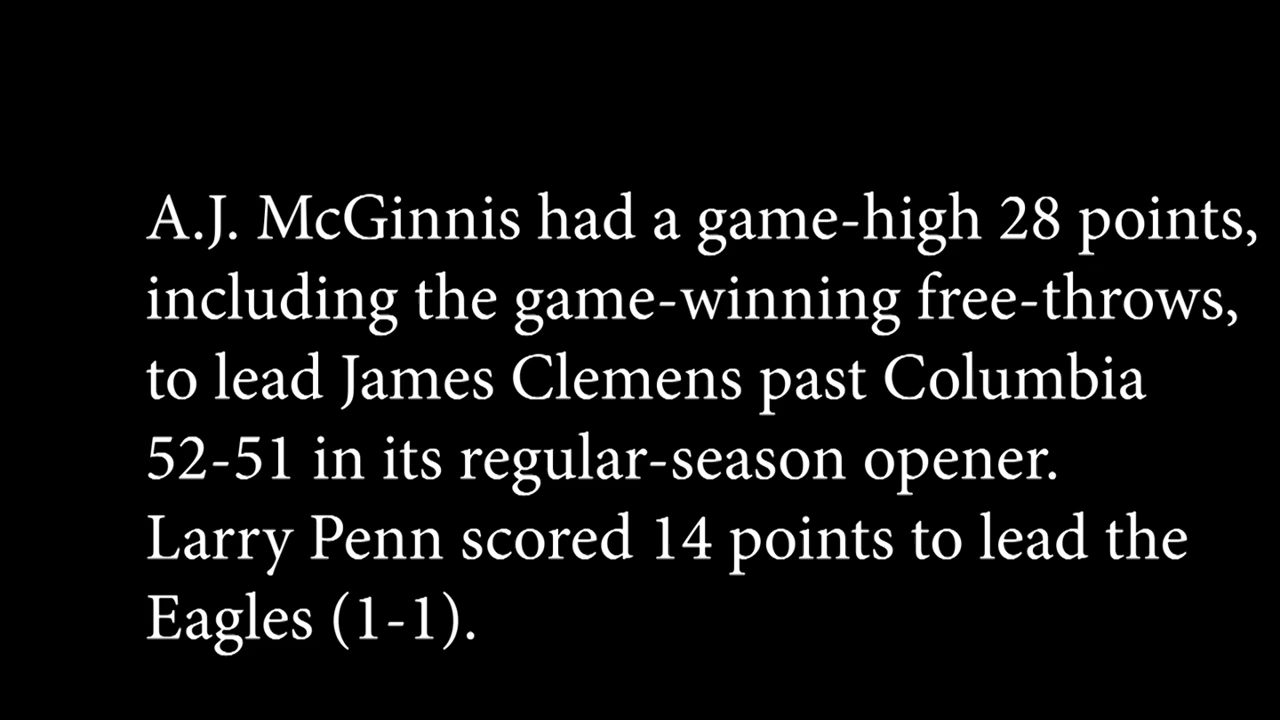 A.J. McGinnis had a game-high 28 points,
including the game-winning free-throws,
to lead James Clemens past Columbia
52-51 in its regular-season opener.
Larry Penn scored 14 points to lead the
Eagles (1-1).